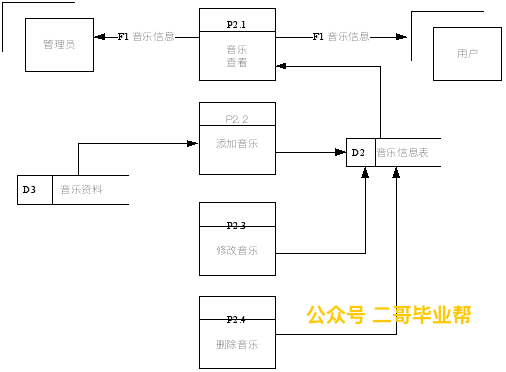 P2.1
管理员
F1 音乐信息
音乐
查看
F1 音乐信息
用户
P2.2
添加音乐
D2
音乐信息表
D3
音乐资料
P2.3
修改音乐
P2.4
删除音乐
公众号 二哥毕业帮